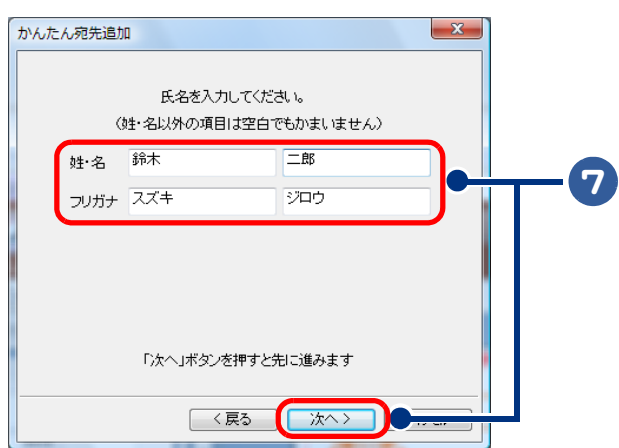 かんたん宛先追加
氏名を入力してください。
(姓・名以外の項目は空白でもかまいません)
姓・名 鈴木 二郎
フリガナ スズキ ジロウ
7
「次へ」ボタンを押すと先に進みます
<戻る 次へ>